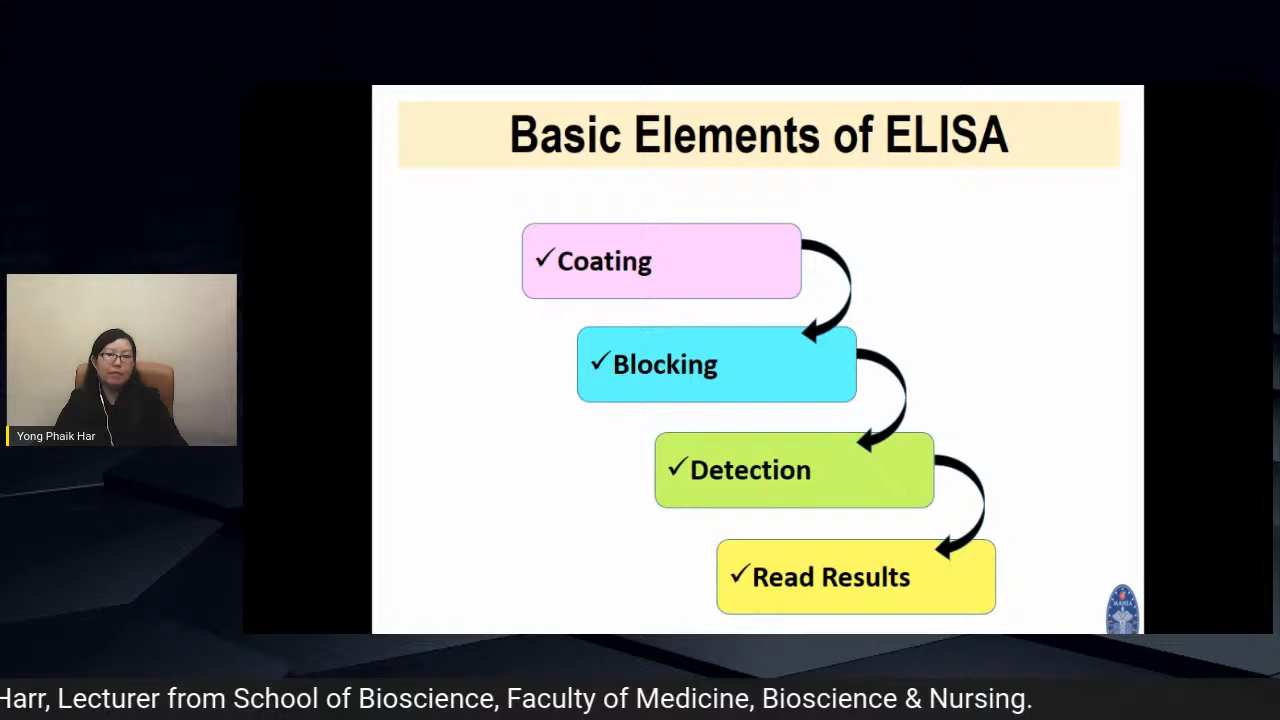 Basic Elements of ELISA
✓Coating
✓Blocking
✓Detection
✓Read Results
MAHSA
Yong Phaik Har
Harr, Lecturer from School of Bioscience, Faculty of Medicine, Bioscience & Nursing.